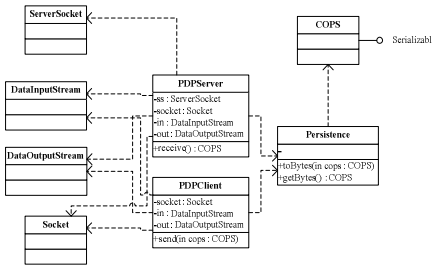 ServerSocket
COPS
Serializabl
DataInputStream
PDPServer
-ss : ServerSocket
-socket : Socket
-in : DataInputStream
-out : DataOutputStream
+receive() : COPS
DataOutputStream
Persistence
-
+toBytes(in cops : COPS)
+getBytes() : COPS
PDPClient
-socket : Socket
-in : DataInputStream
-out : DataOutputStream
+send(in cops : COPS)
Socket